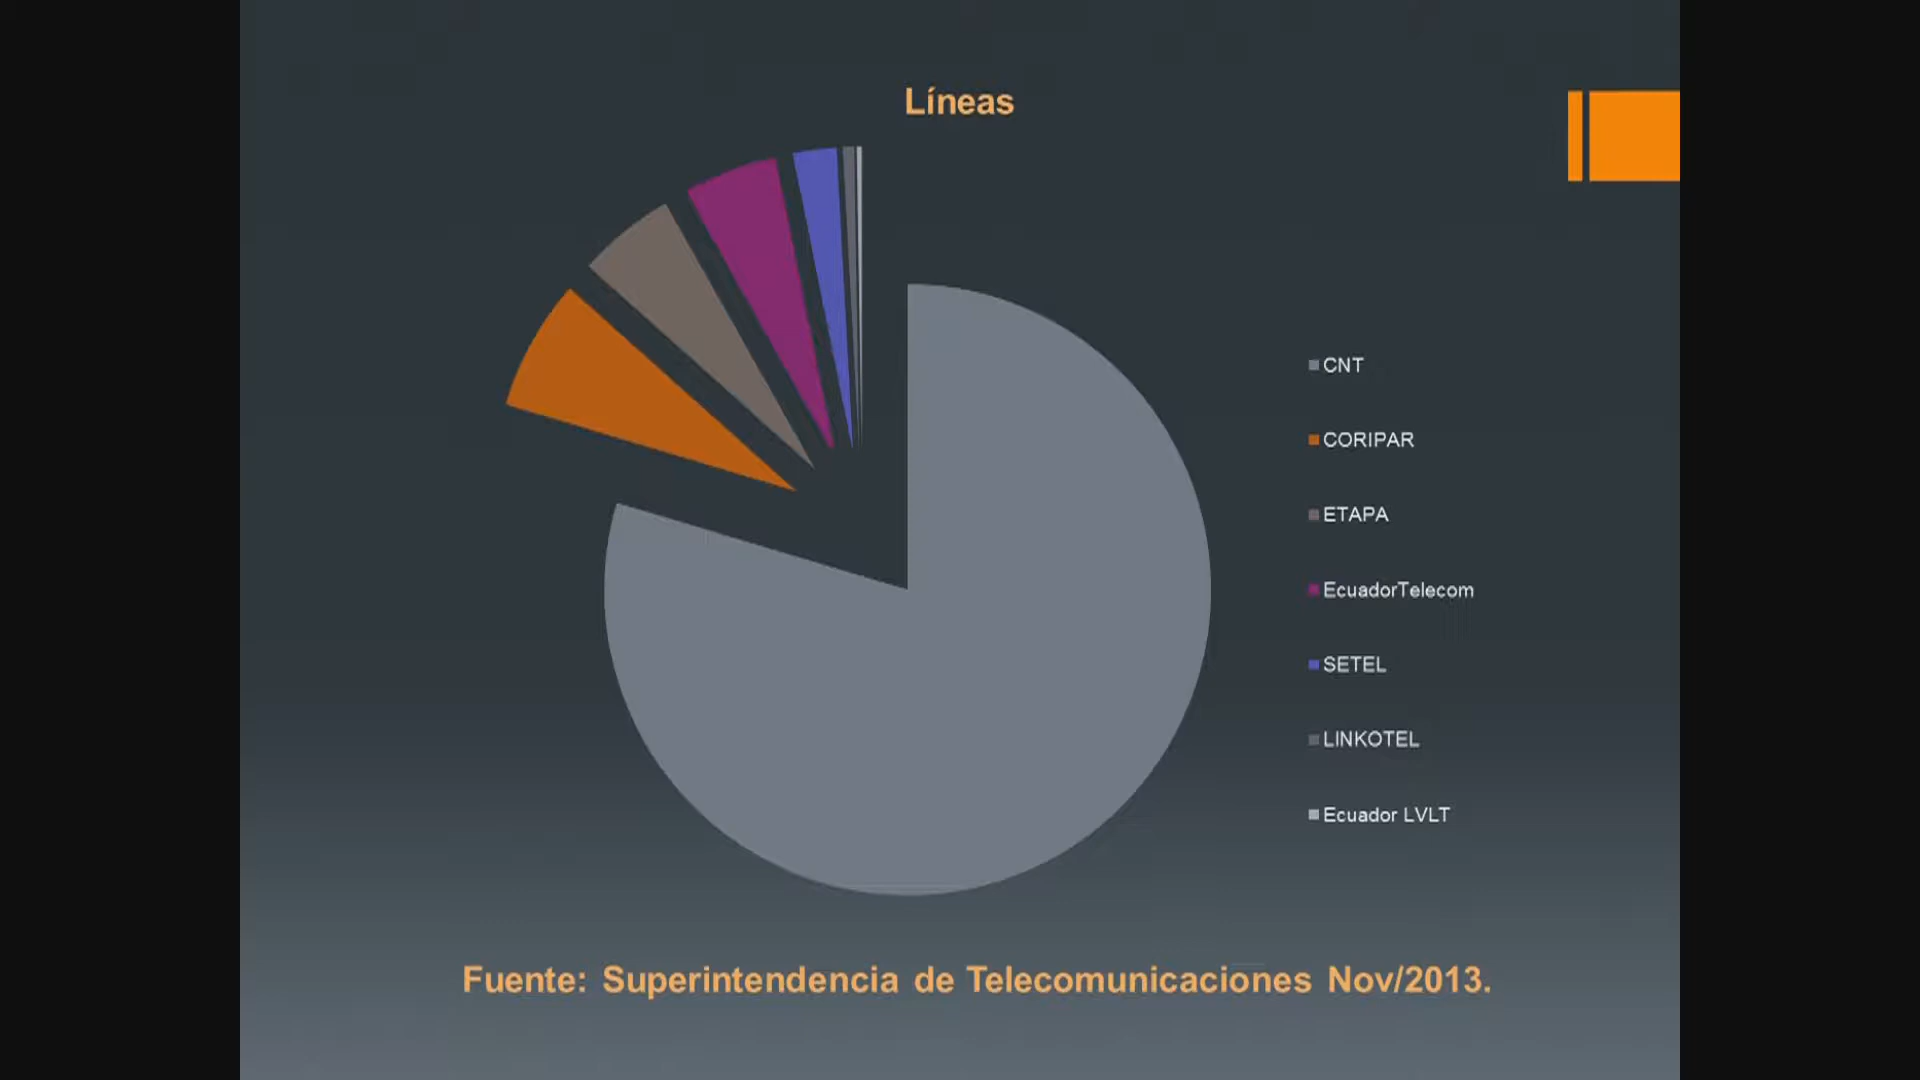 Líneas
CNT
CORIPAR
ETAPA
EcuadorTelecom
SETEL
LINKOTEL
Ecuador LVLT
Fuente: Superintendencia de Telecomunicaciones Nov/2013.